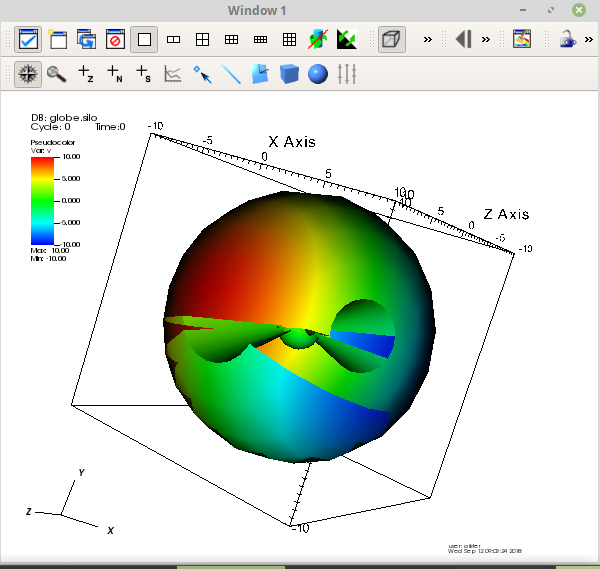 Window 1
DB: globe.silo
Cycle: 0 Time:0
Pseudocolor
Var: v
10.00
5.000
0.000
-5.000
-10.00
Max: 10.00
Min: -10.00
-10
-5
X Axis
0
5
10
10
5
Z Axis
0
-5
-10
-10
Y
Z
X
Wed Sep 12 09:03:24 2018